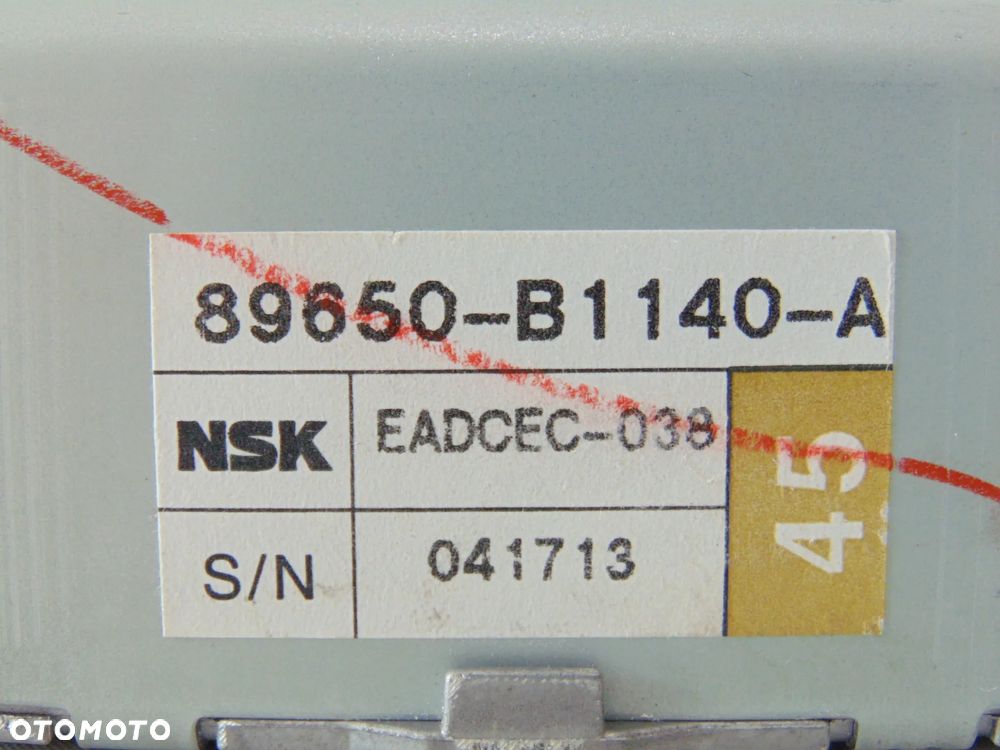 89650-B1140-A
NSK EADCEC-038
S/N 041713
45
OTOMOTO